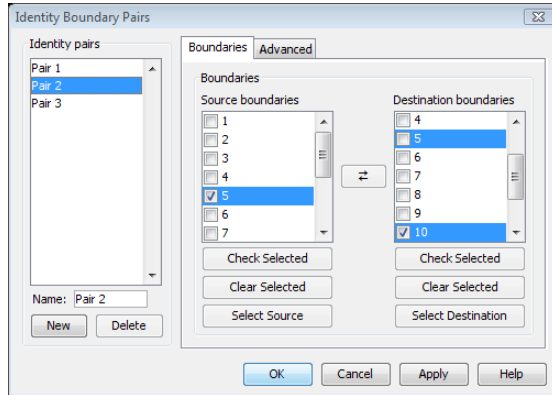 Identity Boundary Pairs
Identity pairs
Pair 1
Pair 2
Pair 3
Name: Pair 2
New Delete
Boundaries Advanced
Boundaries
Source boundaries
1
2
3
4
5
6
7
Check Selected
Clear Selected
Select Source
Destination boundaries
4
5
6
7
8
9
10
Check Selected
Clear Selected
Select Destination
OK Cancel Apply Help